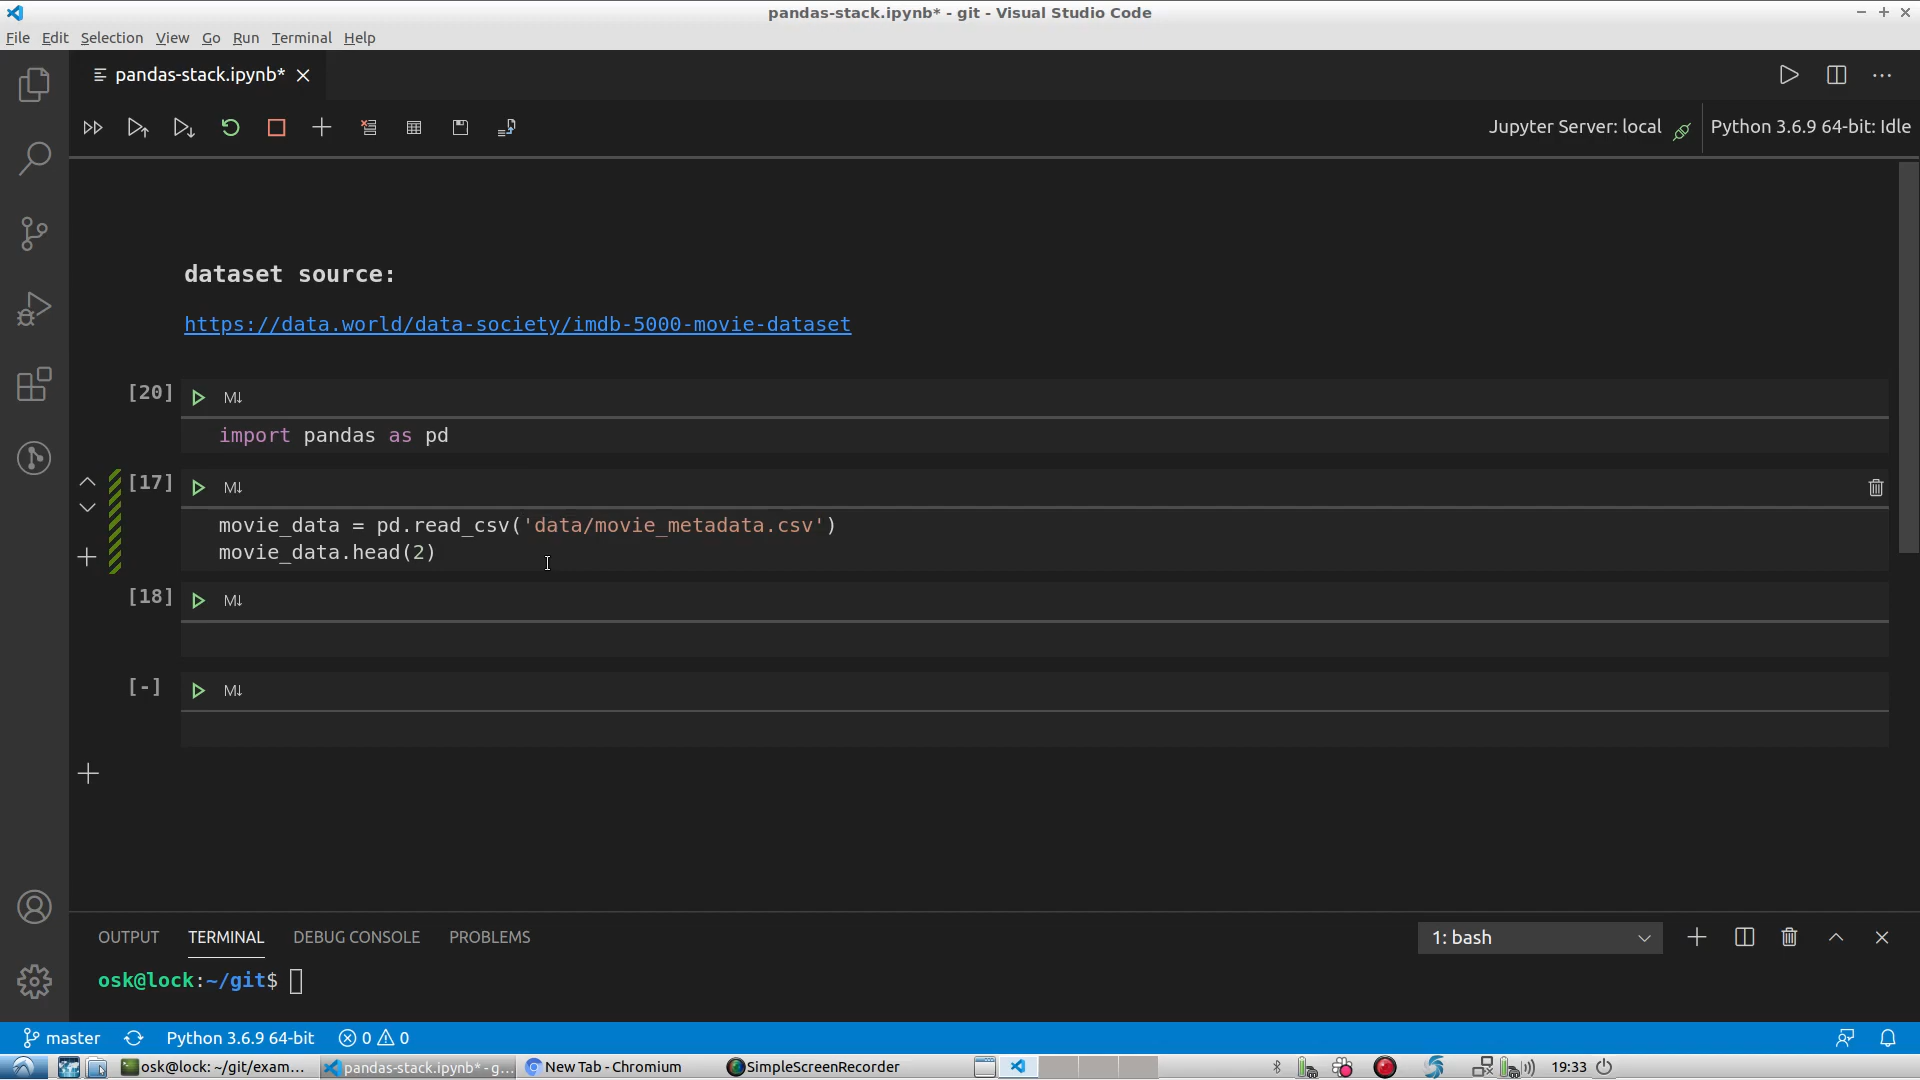 pandas-stack.ipynb* - git - Visual Studio Code
File Edit Selection View Go Run Terminal Help
pandas-stack.ipynb*
Jupyter Server: local
Python 3.6.9 64-bit: Idle
dataset source:
https://data.world/data-society/imdb-5000-movie-dataset
[20]
M↓
import pandas as pd
[17]
M↓
movie_data = pd.read_csv('data/movie_metadata.csv')
movie_data.head(2)
[18]
M↓
[-]
M↓
OUTPUT TERMINAL DEBUG CONSOLE PROBLEMS
1: bash
osk@lock:~/git$
master Python 3.6.9 64-bit 0 0
osk@lock: ~/git/exam... pandas-stack.ipynb* - g... New Tab - Chromium SimpleScreenRecorder 19:33